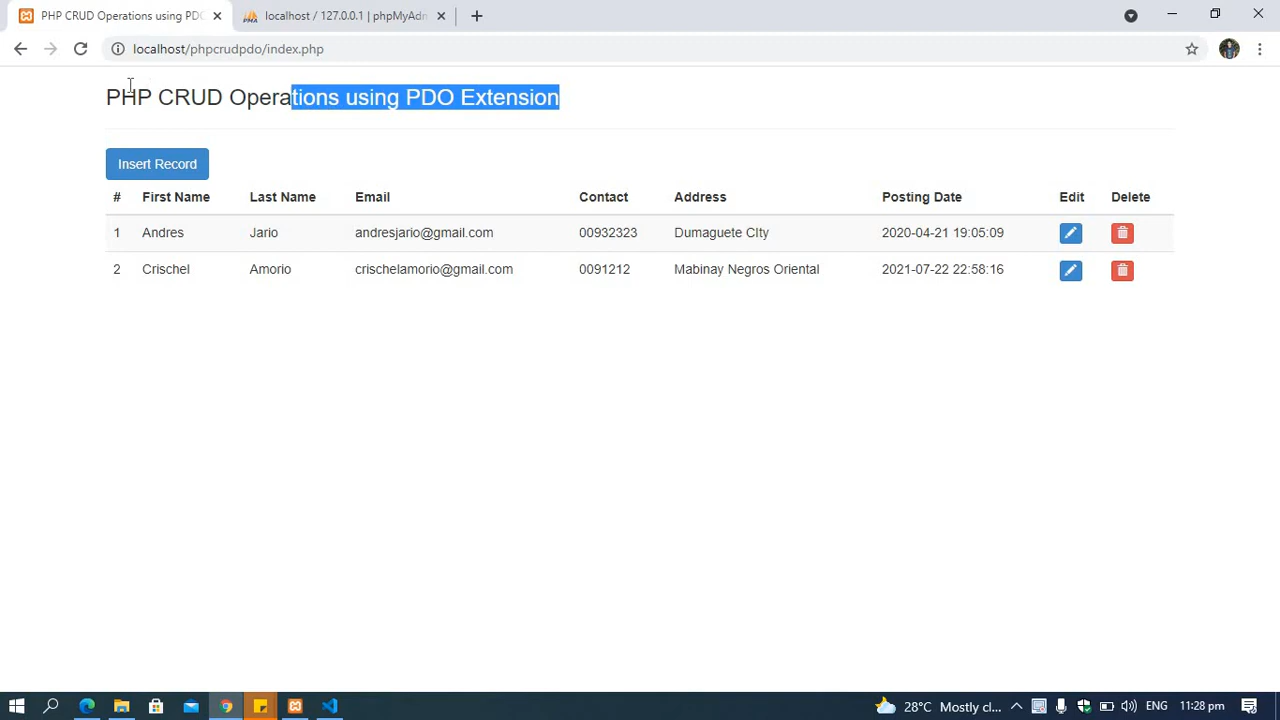 PHP CRUD Operations using PDO
localhost / 127.0.0.1 | phpMyAdm
localhost/phpcrudpdo/index.php
PHP CRUD Operations using PDO Extension
Insert Record
# First Name Last Name Email Contact Address Posting Date Edit Delete
1 Andres Jario andresjario@gmail.com 00932323 Dumaguete CIty 2020-04-21 19:05:09
2 Crischel Amorio crischelamorio@gmail.com 0091212 Mabinay Negros Oriental 2021-07-22 22:58:16
28°C Mostly cl... ENG 11:28 pm